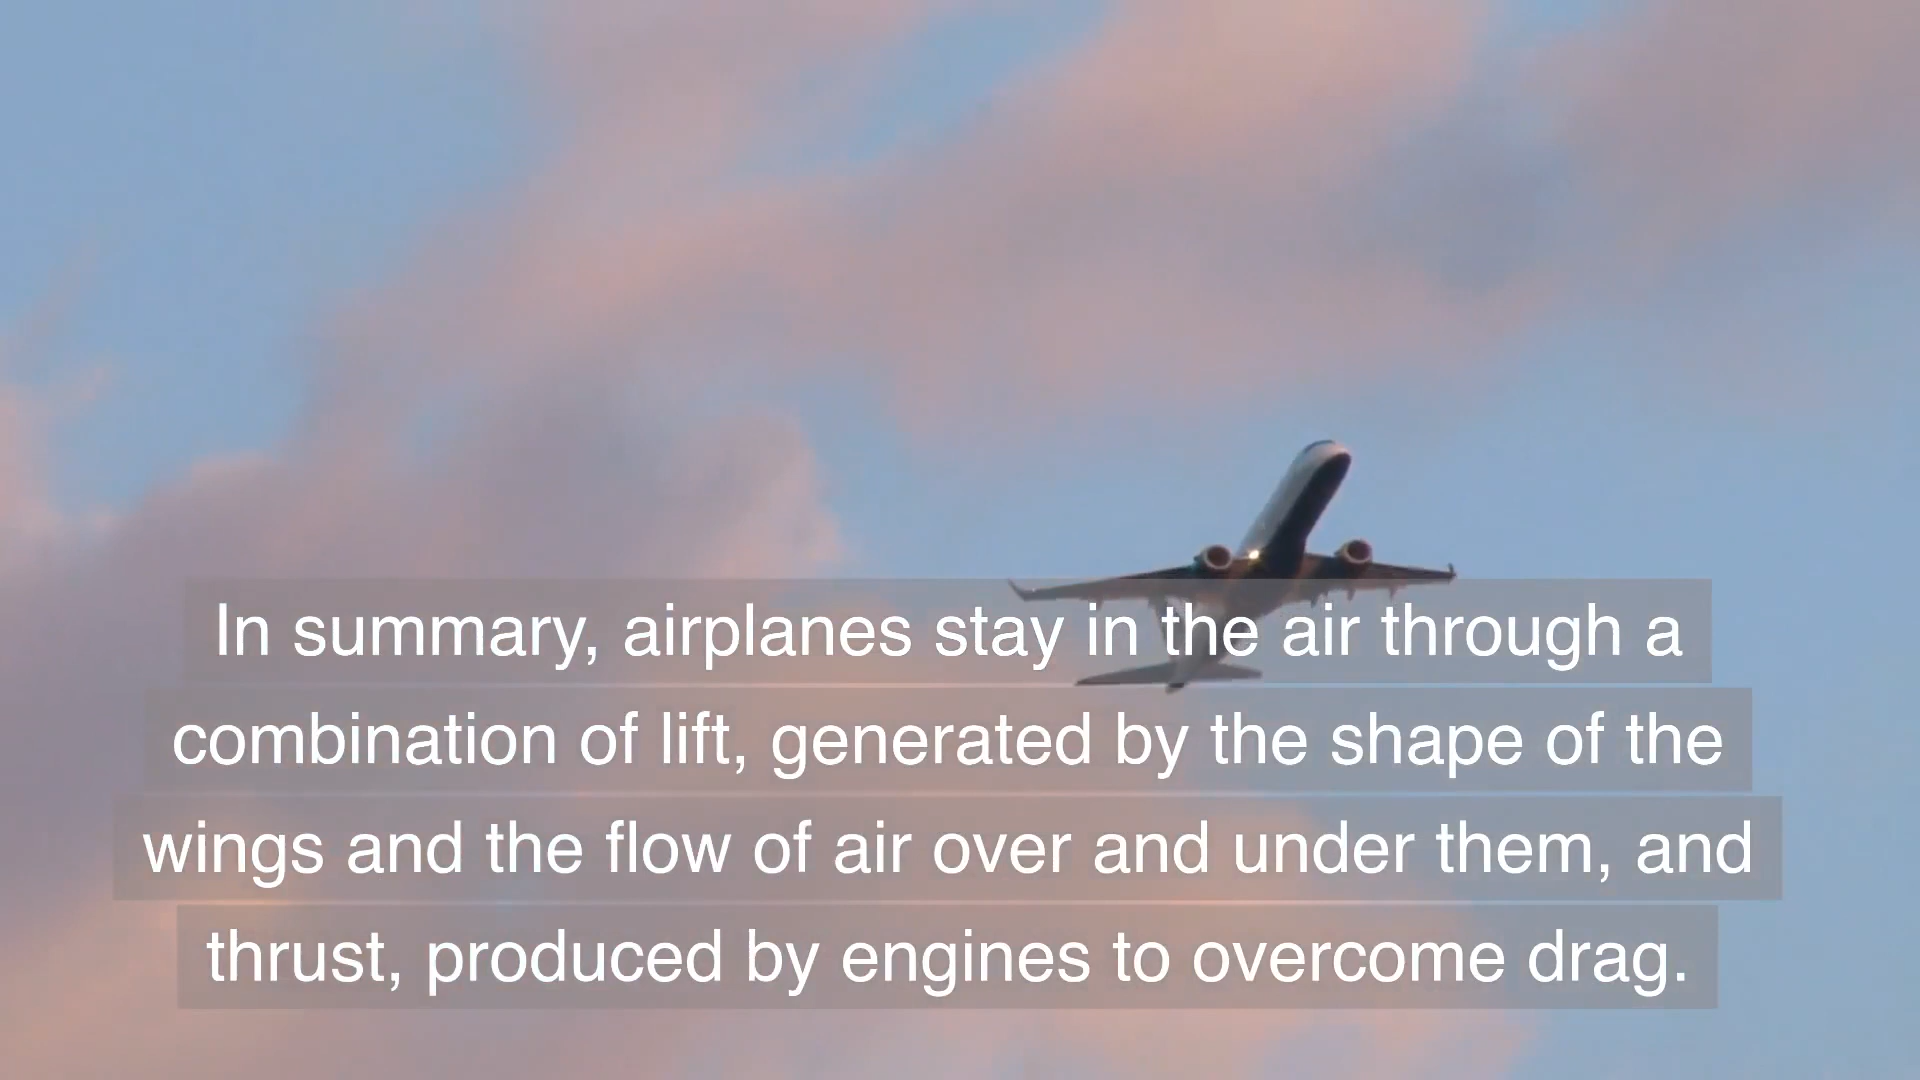 In summary, airplanes stay in the air through a
combination of lift, generated by the shape of the
wings and the flow of air over and under them, and
thrust, produced by engines to overcome drag.